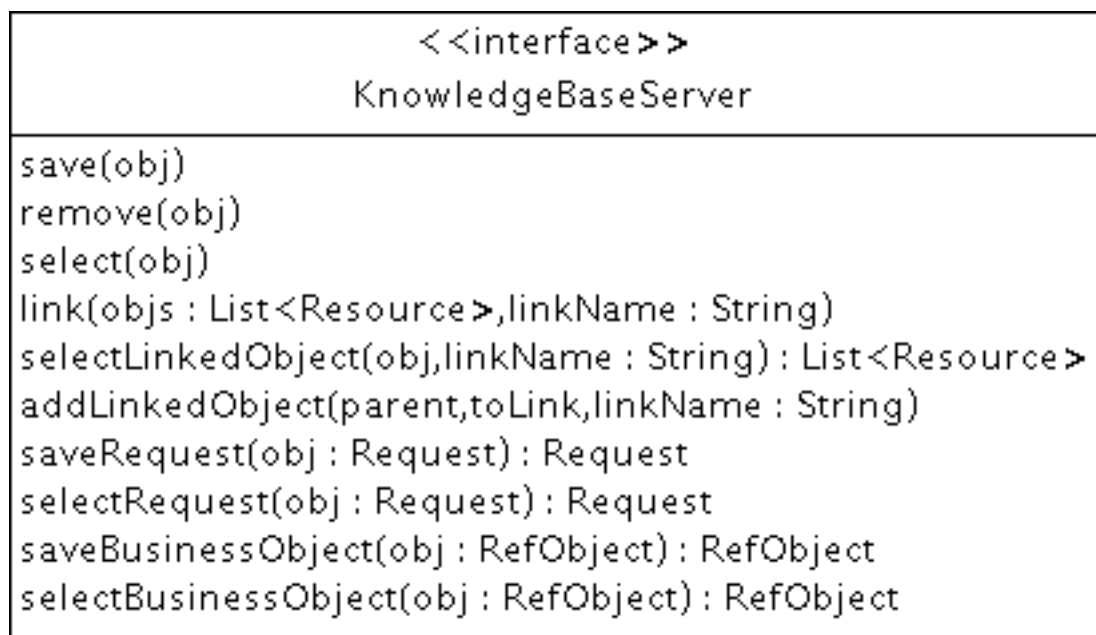 <<interface>>
KnowledgeBaseServer
save(obj)
remove(obj)
select(obj)
link(objs : List<Resource>,linkName : String)
selectLinkedObject(obj,linkName : String) : List<Resource>
addLinkedObject(parent,toLink,linkName : String)
saveRequest(obj : Request) : Request
selectRequest(obj : Request) : Request
saveBusinessObject(obj : RefObject) : RefObject
selectBusinessObject(obj : RefObject) : RefObject